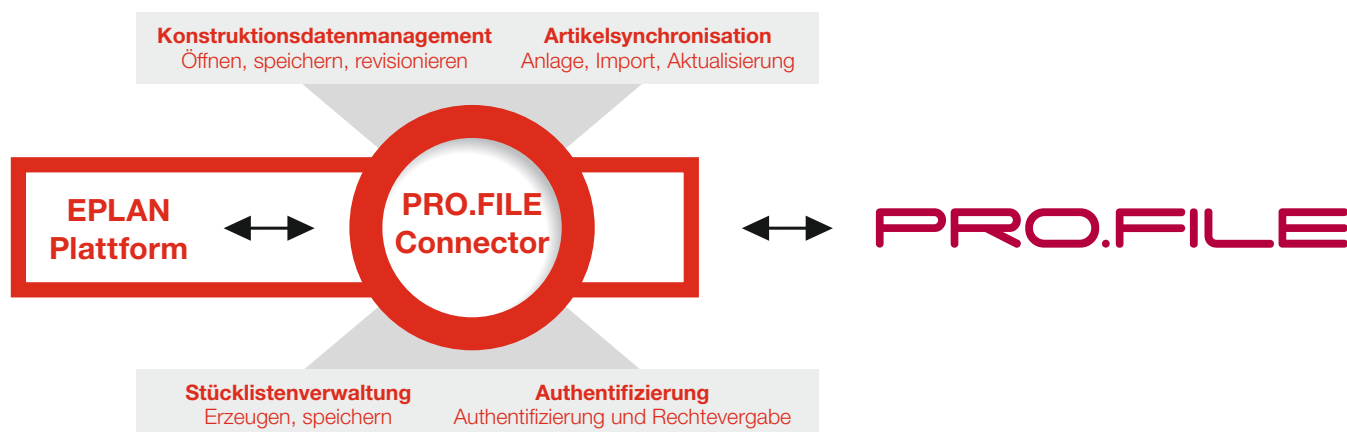 Konstruktionsdatenmanagement
Öffnen, speichern, revisionieren
Artikelsynchronisation
Anlage, Import, Aktualisierung
EPLAN
Plattform
PRO.FILE
Connector
PRO.FILE
Stücklistenverwaltung
Erzeugen, speichern
Authentifizierung
Authentifizierung und Rechtevergabe